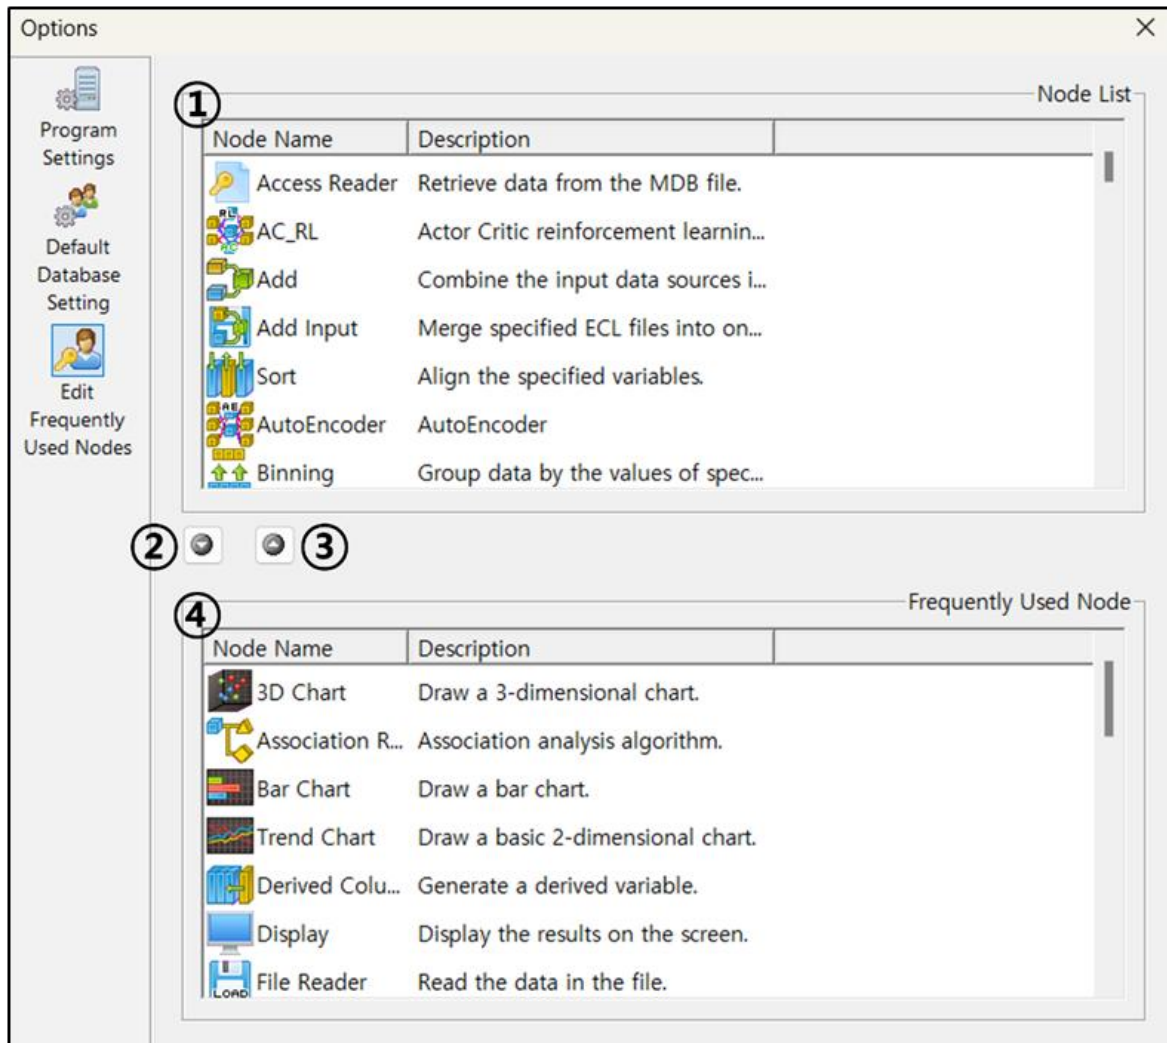 Options
Program
Settings
Default
Database
Setting
Edit
Frequently
Used Nodes
① Node List
Node Name Description
Access Reader Retrieve data from the MDB file.
AC_RL Actor Critic reinforcement learnin...
Add Combine the input data sources i...
Add Input Merge specified ECL files into on...
Sort Align the specified variables.
AutoEncoder AutoEncoder
Binning Group data by the values of spec...
② ③
④ Frequently Used Node
Node Name Description
3D Chart Draw a 3-dimensional chart.
Association R... Association analysis algorithm.
Bar Chart Draw a bar chart.
Trend Chart Draw a basic 2-dimensional chart.
Derived Colu... Generate a derived variable.
Display Display the results on the screen.
LOAD File Reader Read the data in the file.